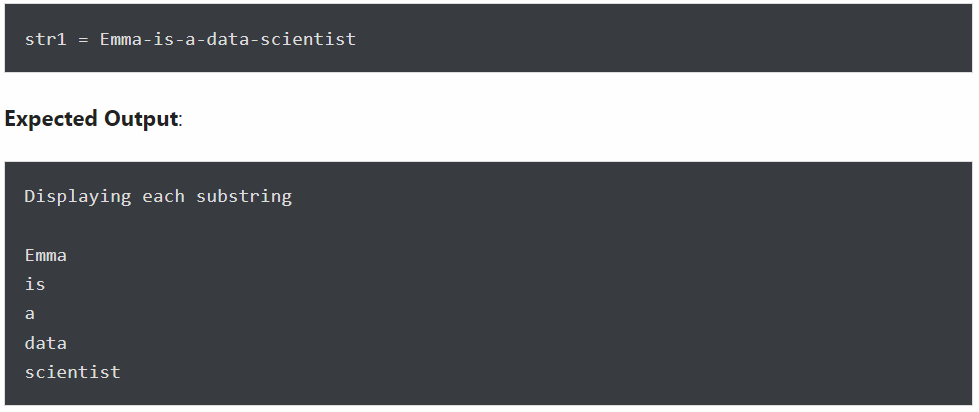 str1 = Emma-is-a-data-scientist
Expected Output:
Displaying each substring
Emma
is
a
data
scientist